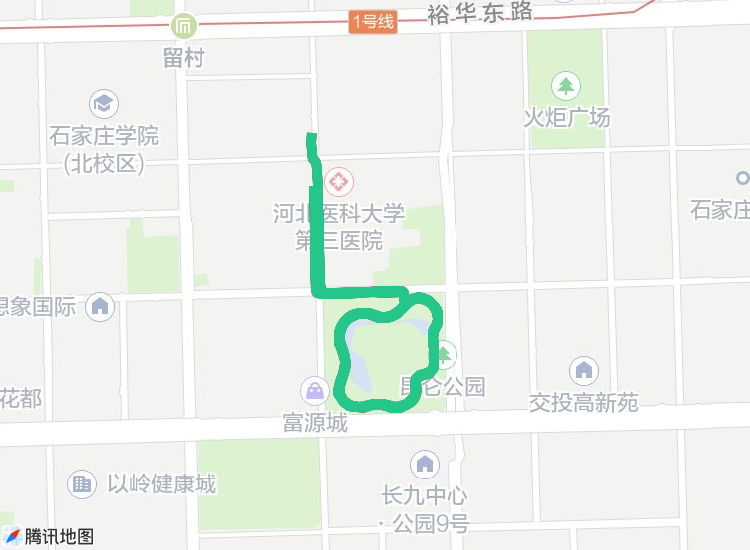 1号线
裕华东路
留村
火炬广场
石家庄学院
(北校区)
石家庄
河北医科大学
第三医院
想象国际
昆仑公园
花都
富源城
交投高新苑
以岭健康城
长九中心
·公园9号
腾讯地图